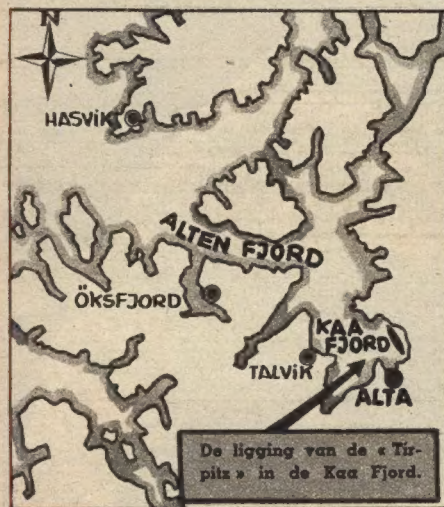 N
HASVIK
ALTEN FJORD
ÖKSFJORD
KAA
FJORD
TALVIK
ALTA
De ligging van de « Tir-
pitz » in de Kaa Fjord.